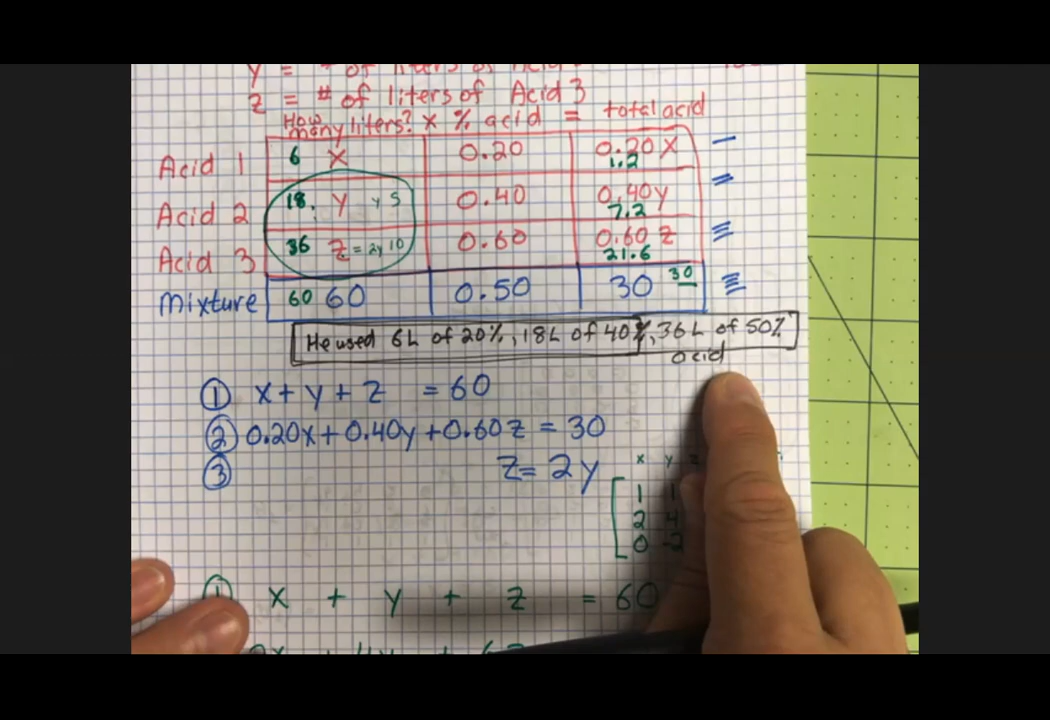 z = # of liters of Acid 3
How many liters? x % acid = total acid
Acid 1 6 x 0.20 0.20x 1.2
Acid 2 18. y y 5 0.40 0.40y 7.2
Acid 3 36 z = 2y 10 0.60 0.60z 21.6
Mixture 60 60 0.50 30 30
He used 6L of 20%, 18L of 40%, 36L of 50% acid
① x + y + z = 60
② 0.20x + 0.40y + 0.60z = 30
③ z = 2y
x y z
1 1
2 4
0 -2
① x + y + z = 60